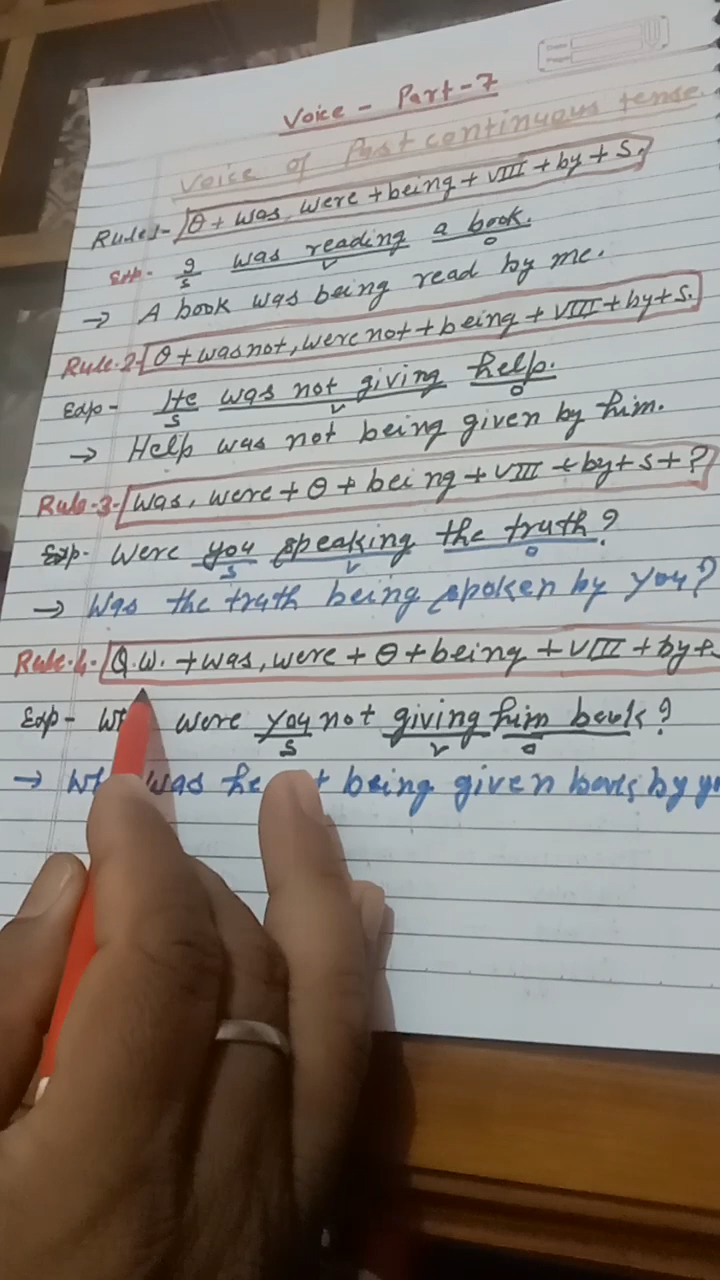 Voice - Part-7
Voice of Past continuous tense.
Rule1- θ + was, were + being + VIII + by + S.
Exp. I was reading a book.
S V O
→ A book was being read by me.
Rule-2- θ + was not, were not + being + VIII + by + S.
Exp- He was not giving help.
S V O
→ Help was not being given by him.
Rule-3- Was, were + θ + being + VIII + by + S + ?
Exp- Were you speaking the truth?
S V O
→ Was the truth being spoken by you?
Rule-4- Q.W. + was, were + θ + being + VIII + by +
Exp- were you not giving him book?
S V O
→ was he being given by